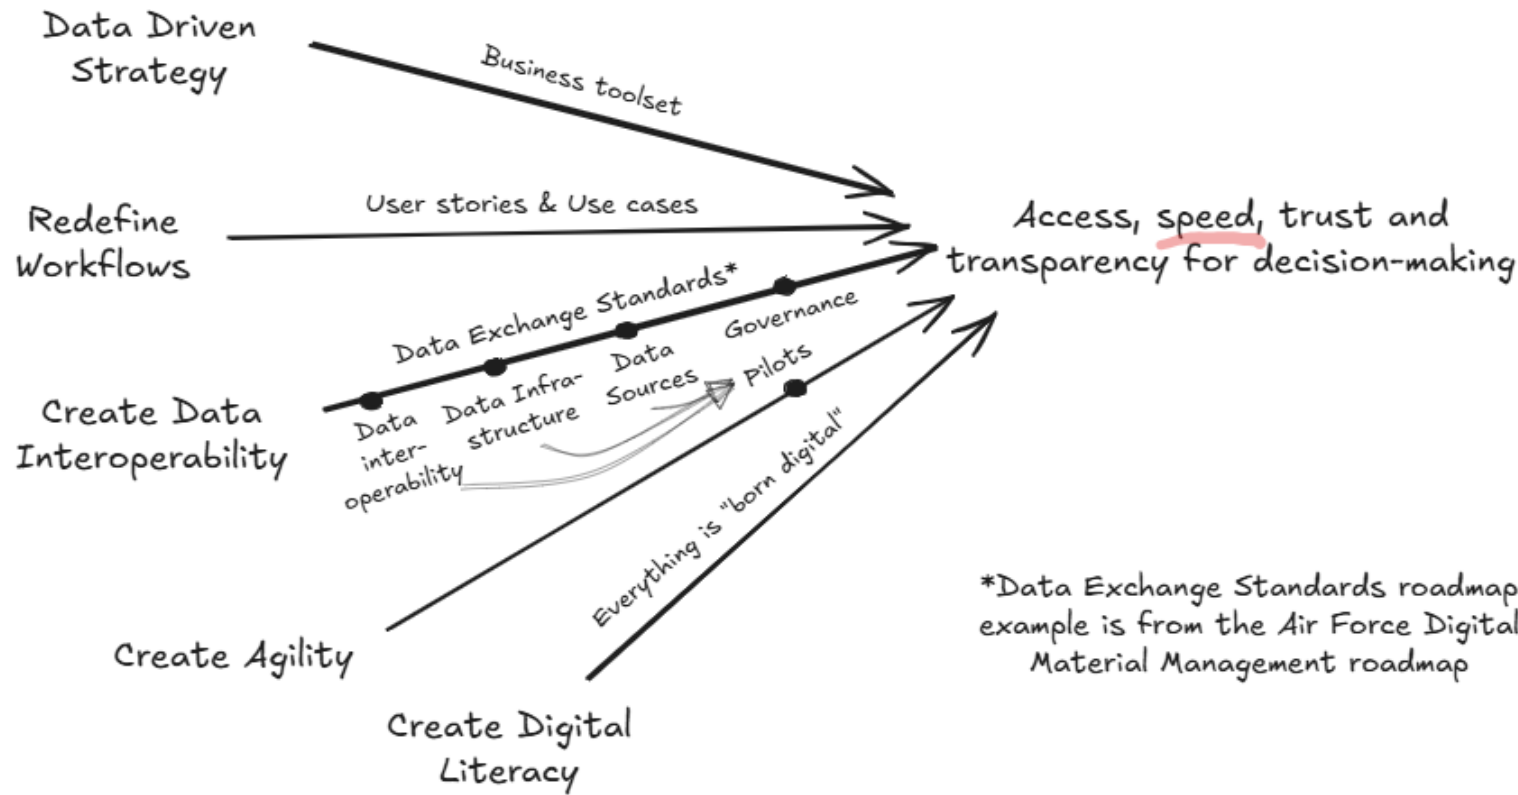 Data Driven
Strategy
Business toolset
Redefine
Workflows
User stories & Use cases
Access, speed, trust and
transparency for decision-making
Create Data
Interoperability
Data Exchange Standards*
Data
inter-
operability
Data Infra-
structure
Data
Sources
Governance
Pilots
Create Agility
Everything is "born digital"
Create Digital
Literacy
*Data Exchange Standards roadmap
example is from the Air Force Digital
Material Management roadmap